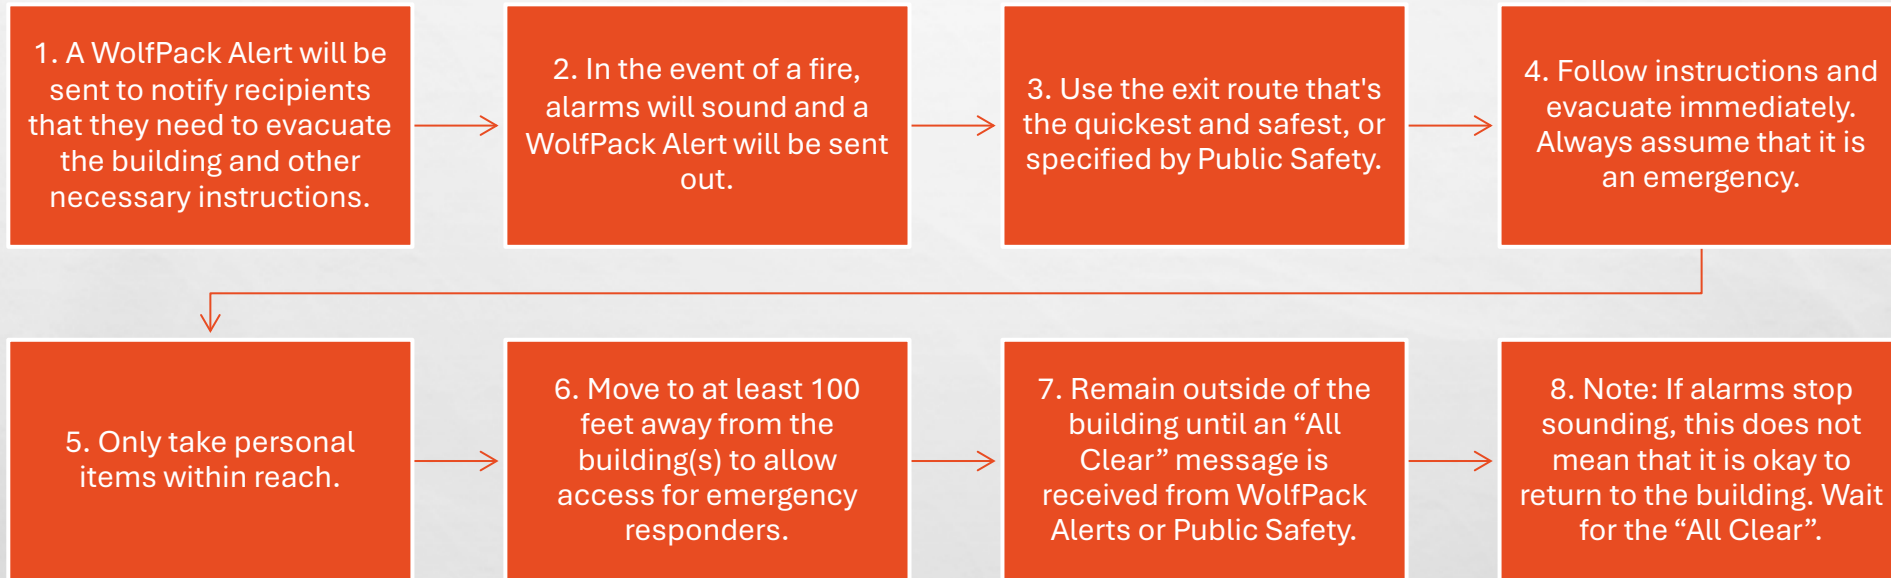 1. A WolfPack Alert will be
sent to notify recipients
that they need to evacuate
the building and other
necessary instructions.
2. In the event of a fire,
alarms will sound and a
WolfPack Alert will be sent
out.
3. Use the exit route that's
the quickest and safest, or
specified by Public Safety.
4. Follow instructions and
evacuate immediately.
Always assume that it is
an emergency.
5. Only take personal
items within reach.
6. Move to at least 100
feet away from the
building(s) to allow
access for emergency
responders.
7. Remain outside of the
building until an “All
Clear” message is
received from WolfPack
Alerts or Public Safety.
8. Note: If alarms stop
sounding, this does not
mean that it is okay to
return to the building. Wait
for the “All Clear”.